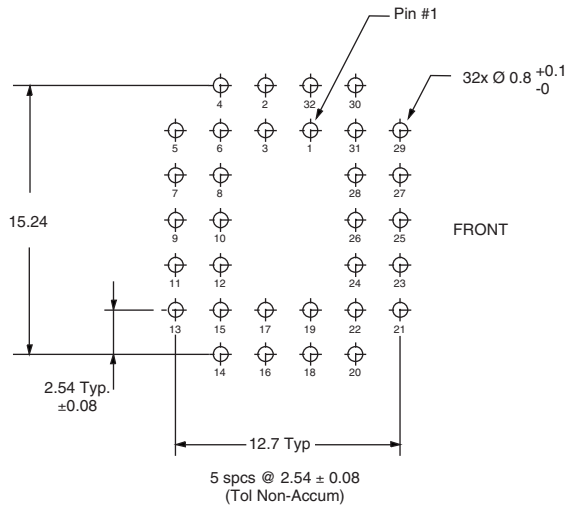 Pin #1
32x Ø 0.8 +0.1
-0
4 2 32 30
5 6 3 1 31 29
7 8 28 27
15.24
9 10 26 25
FRONT
11 12 24 23
13 15 17 19 22 21
14 16 18 20
2.54 Typ.
±0.08
12.7 Typ
5 spcs @ 2.54 ± 0.08
(Tol Non-Accum)